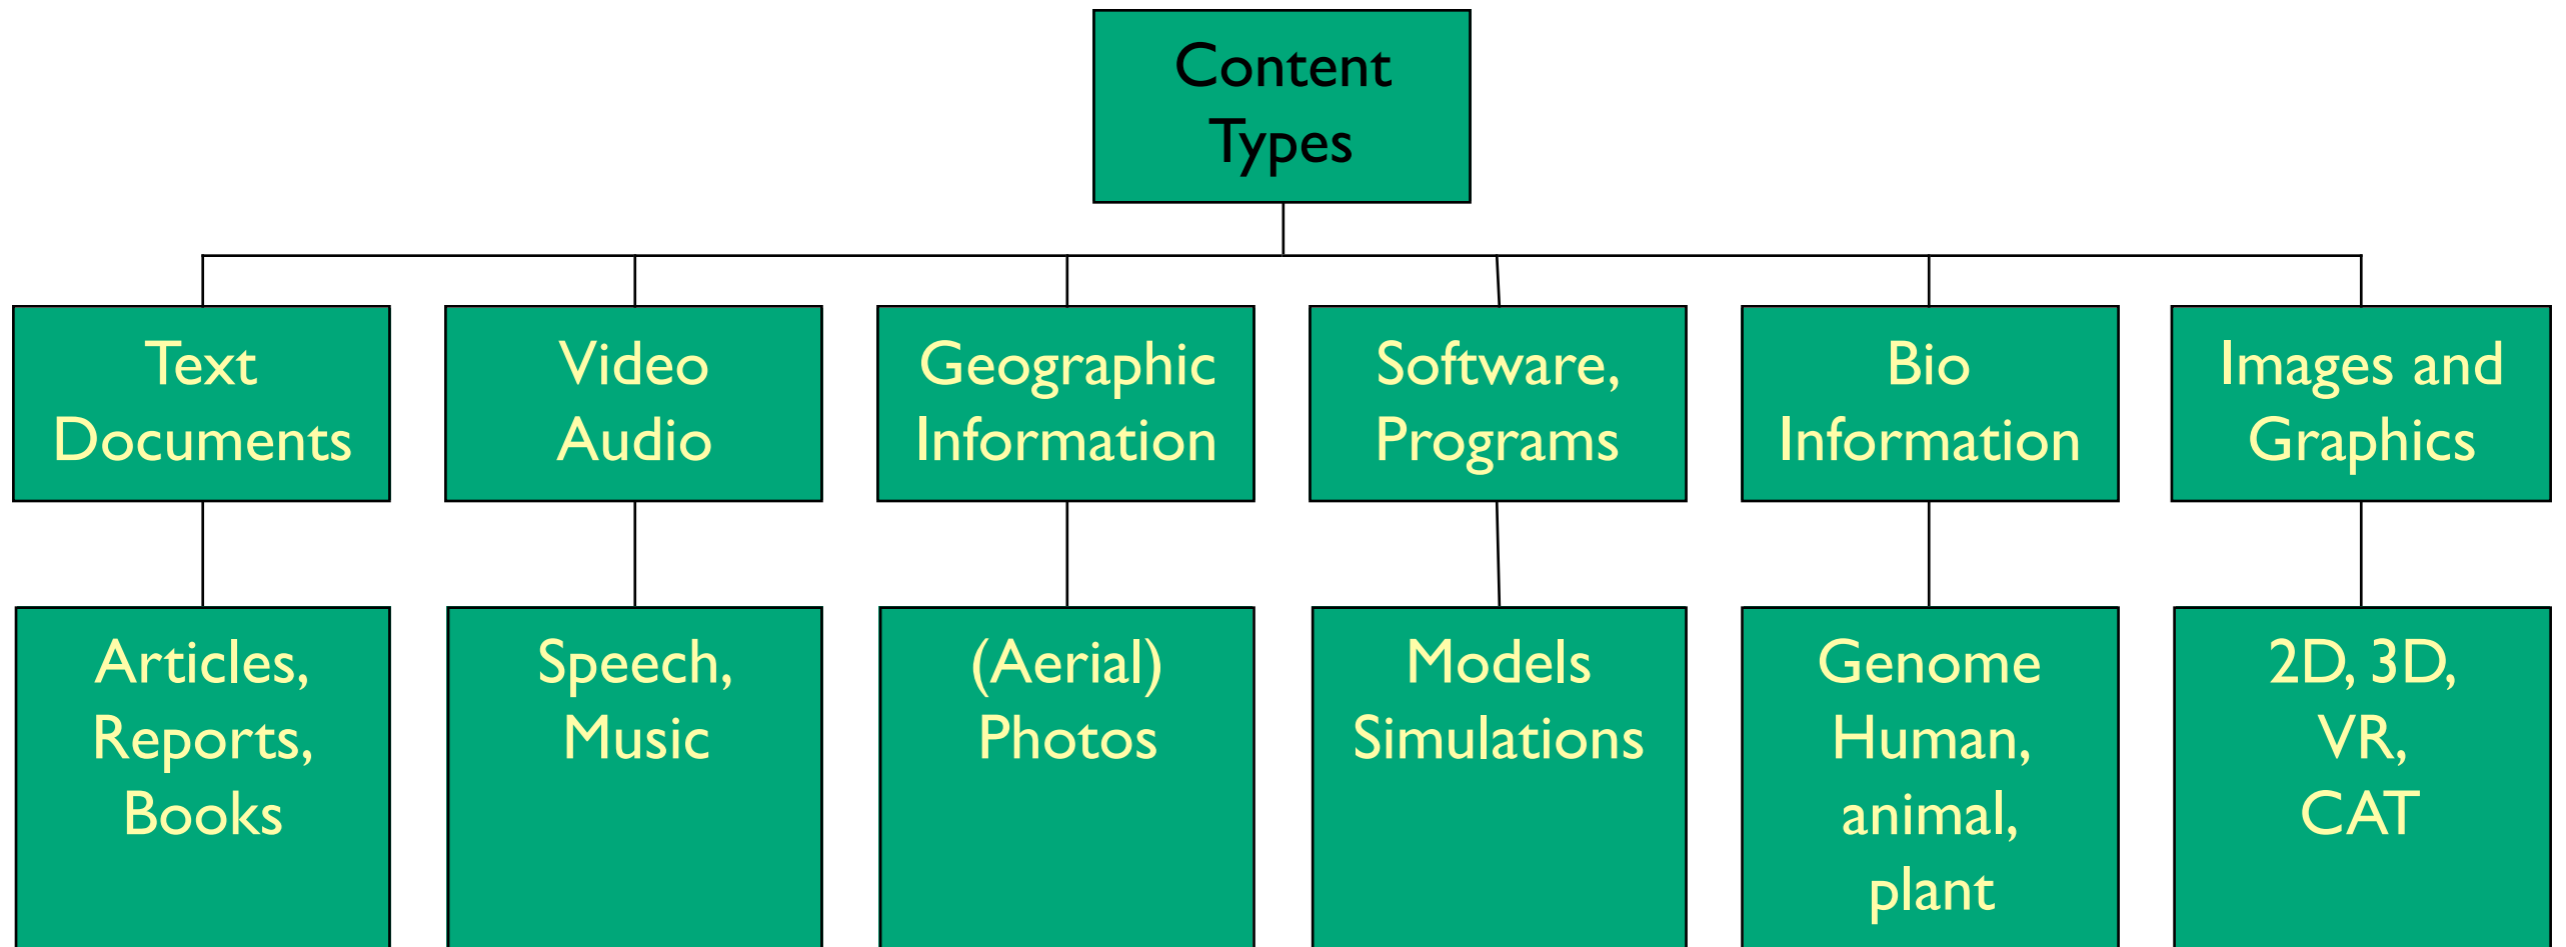 Content
Types
Text
Documents
Video
Audio
Geographic
Information
Software,
Programs
Bio
Information
Images and
Graphics
Articles,
Reports,
Books
Speech,
Music
(Aerial)
Photos
Models
Simulations
Genome
Human,
animal,
plant
2D, 3D,
VR,
CAT